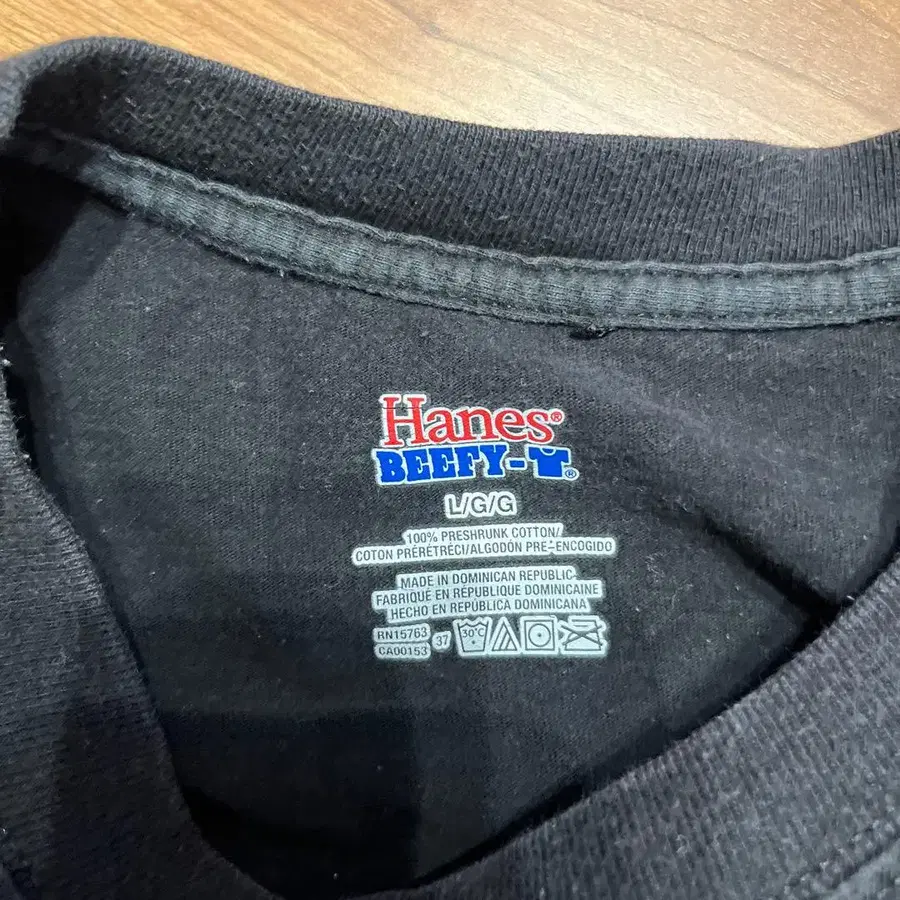 Hanes®
BEEFY-T®
L/G/G
100% PRESHRUNK COTTON/
COTON PRÉRÉTRÉCI/ALGODÓN PRE-ENCOGIDO
MADE IN DOMINICAN REPUBLIC
FABRIQUÉ EN RÉPUBLIQUE DOMINICAINE
HECHO EN REPÚBLICA DOMINICANA
RN15763
CA00153
37
30°C